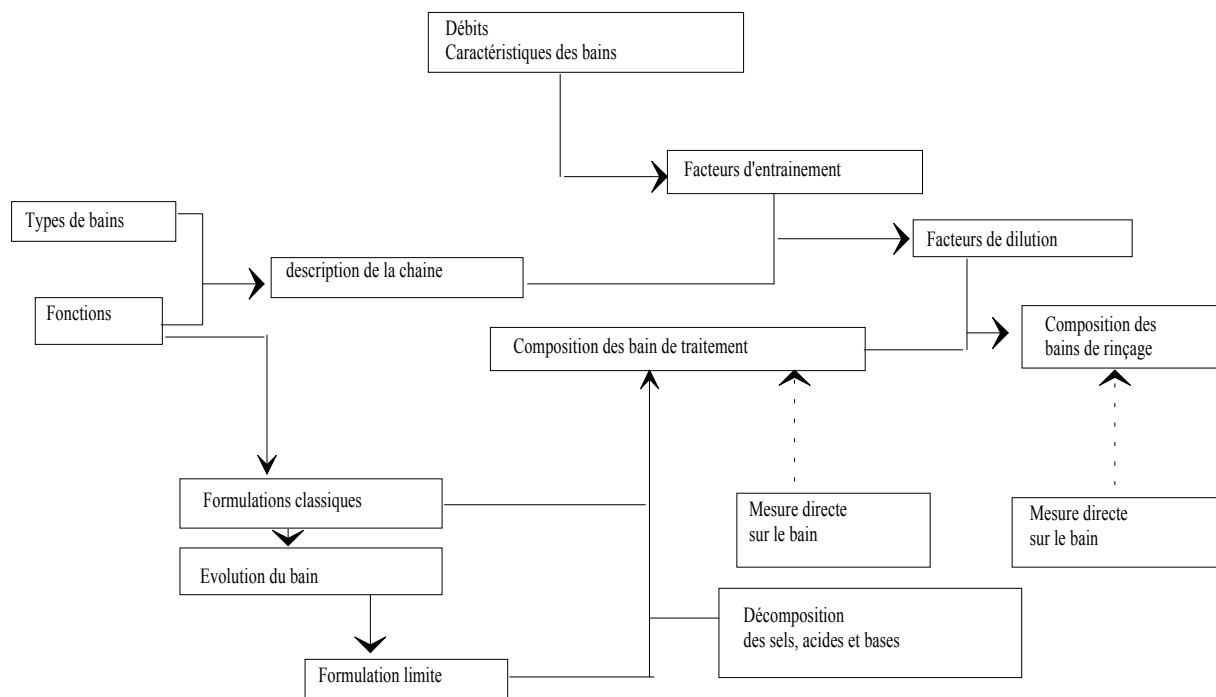 Débits
Caractéristiques des bains
Facteurs d'entrainement
Types de bains
Facteurs de dilution
description de la chaine
Fonctions
Composition des bain de traitement
Composition des
bains de rinçage
Formulations classiques
Mesure directe
sur le bain
Mesure directe
sur le bain
Evolution du bain
Décomposition
des sels, acides et bases
Formulation limite